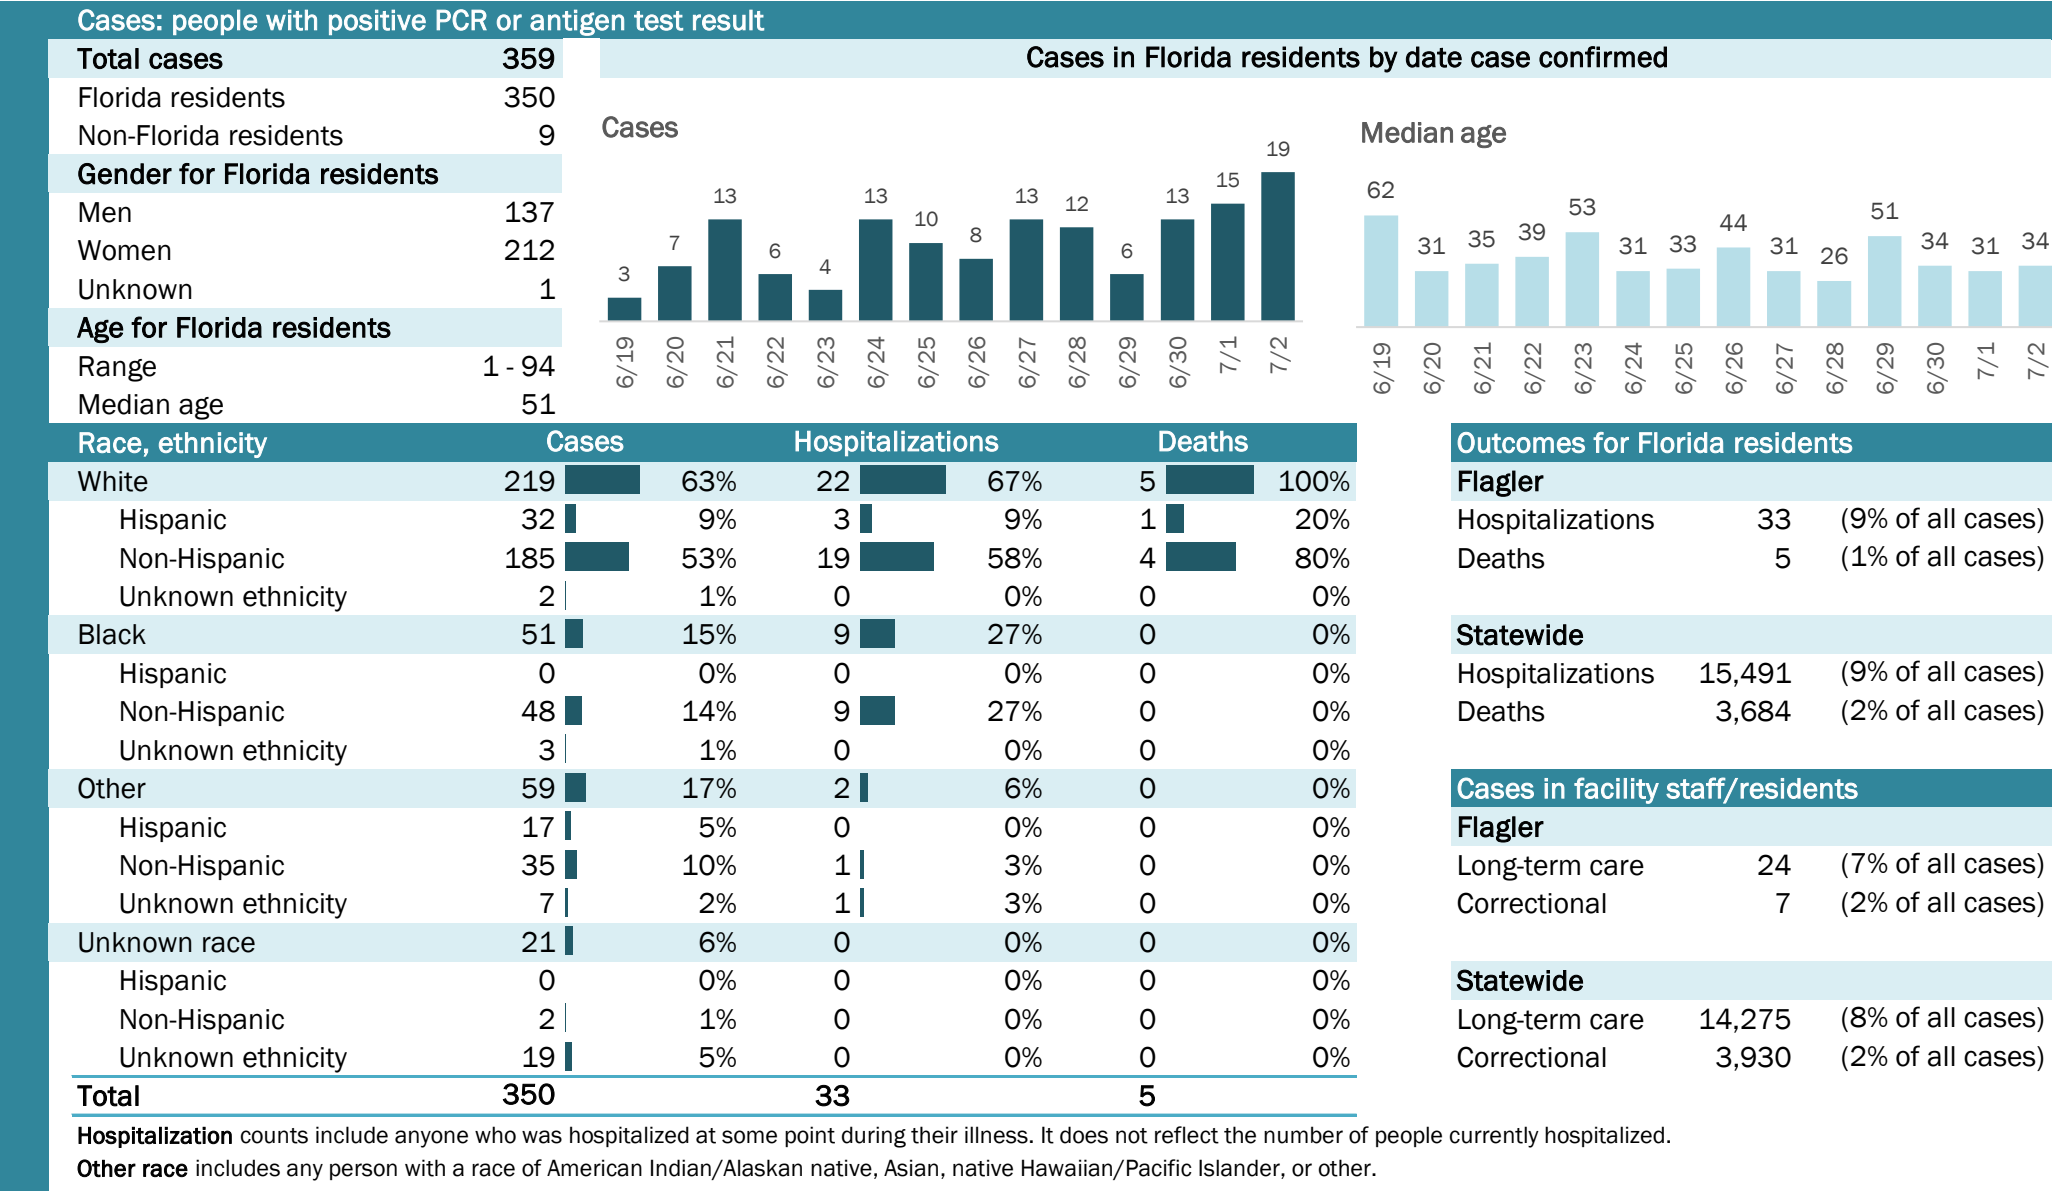 Cases: people with positive PCR or antigen test result
Total cases 359
Florida residents 350
Non-Florida residents 9
Gender for Florida residents
Men 137
Women 212
Unknown 1
Age for Florida residents
Range 1 - 94
Median age 51
Cases in Florida residents by date case confirmed
Cases
3 7 13 6 4 13 10 8 13 12 6 13 15 19
6/19 6/20 6/21 6/22 6/23 6/24 6/25 6/26 6/27 6/28 6/29 6/30 7/1 7/2
Median age
62 31 35 39 53 31 33 44 31 26 51 34 31 34
6/19 6/20 6/21 6/22 6/23 6/24 6/25 6/26 6/27 6/28 6/29 6/30 7/1 7/2
Race, ethnicity Cases Hospitalizations Deaths
White 219 63% 22 67% 5 100%
Hispanic 32 9% 3 9% 1 20%
Non-Hispanic 185 53% 19 58% 4 80%
Unknown ethnicity 2 1% 0 0% 0 0%
Black 51 15% 9 27% 0 0%
Hispanic 0 0% 0 0% 0 0%
Non-Hispanic 48 14% 9 27% 0 0%
Unknown ethnicity 3 1% 0 0% 0 0%
Other 59 17% 2 6% 0 0%
Hispanic 17 5% 0 0% 0 0%
Non-Hispanic 35 10% 1 3% 0 0%
Unknown ethnicity 7 2% 1 3% 0 0%
Unknown race 21 6% 0 0% 0 0%
Hispanic 0 0% 0 0% 0 0%
Non-Hispanic 2 1% 0 0% 0 0%
Unknown ethnicity 19 5% 0 0% 0 0%
Total 350 33 5
Outcomes for Florida residents
Flagler
Hospitalizations 33 (9% of all cases)
Deaths 5 (1% of all cases)
Statewide
Hospitalizations 15,491 (9% of all cases)
Deaths 3,684 (2% of all cases)
Cases in facility staff/residents
Flagler
Long-term care 24 (7% of all cases)
Correctional 7 (2% of all cases)
Statewide
Long-term care 14,275 (8% of all cases)
Correctional 3,930 (2% of all cases)
Hospitalization counts include anyone who was hospitalized at some point during their illness. It does not reflect the number of people currently hospitalized.
Other race includes any person with a race of American Indian/Alaskan native, Asian, native Hawaiian/Pacific Islander, or other.